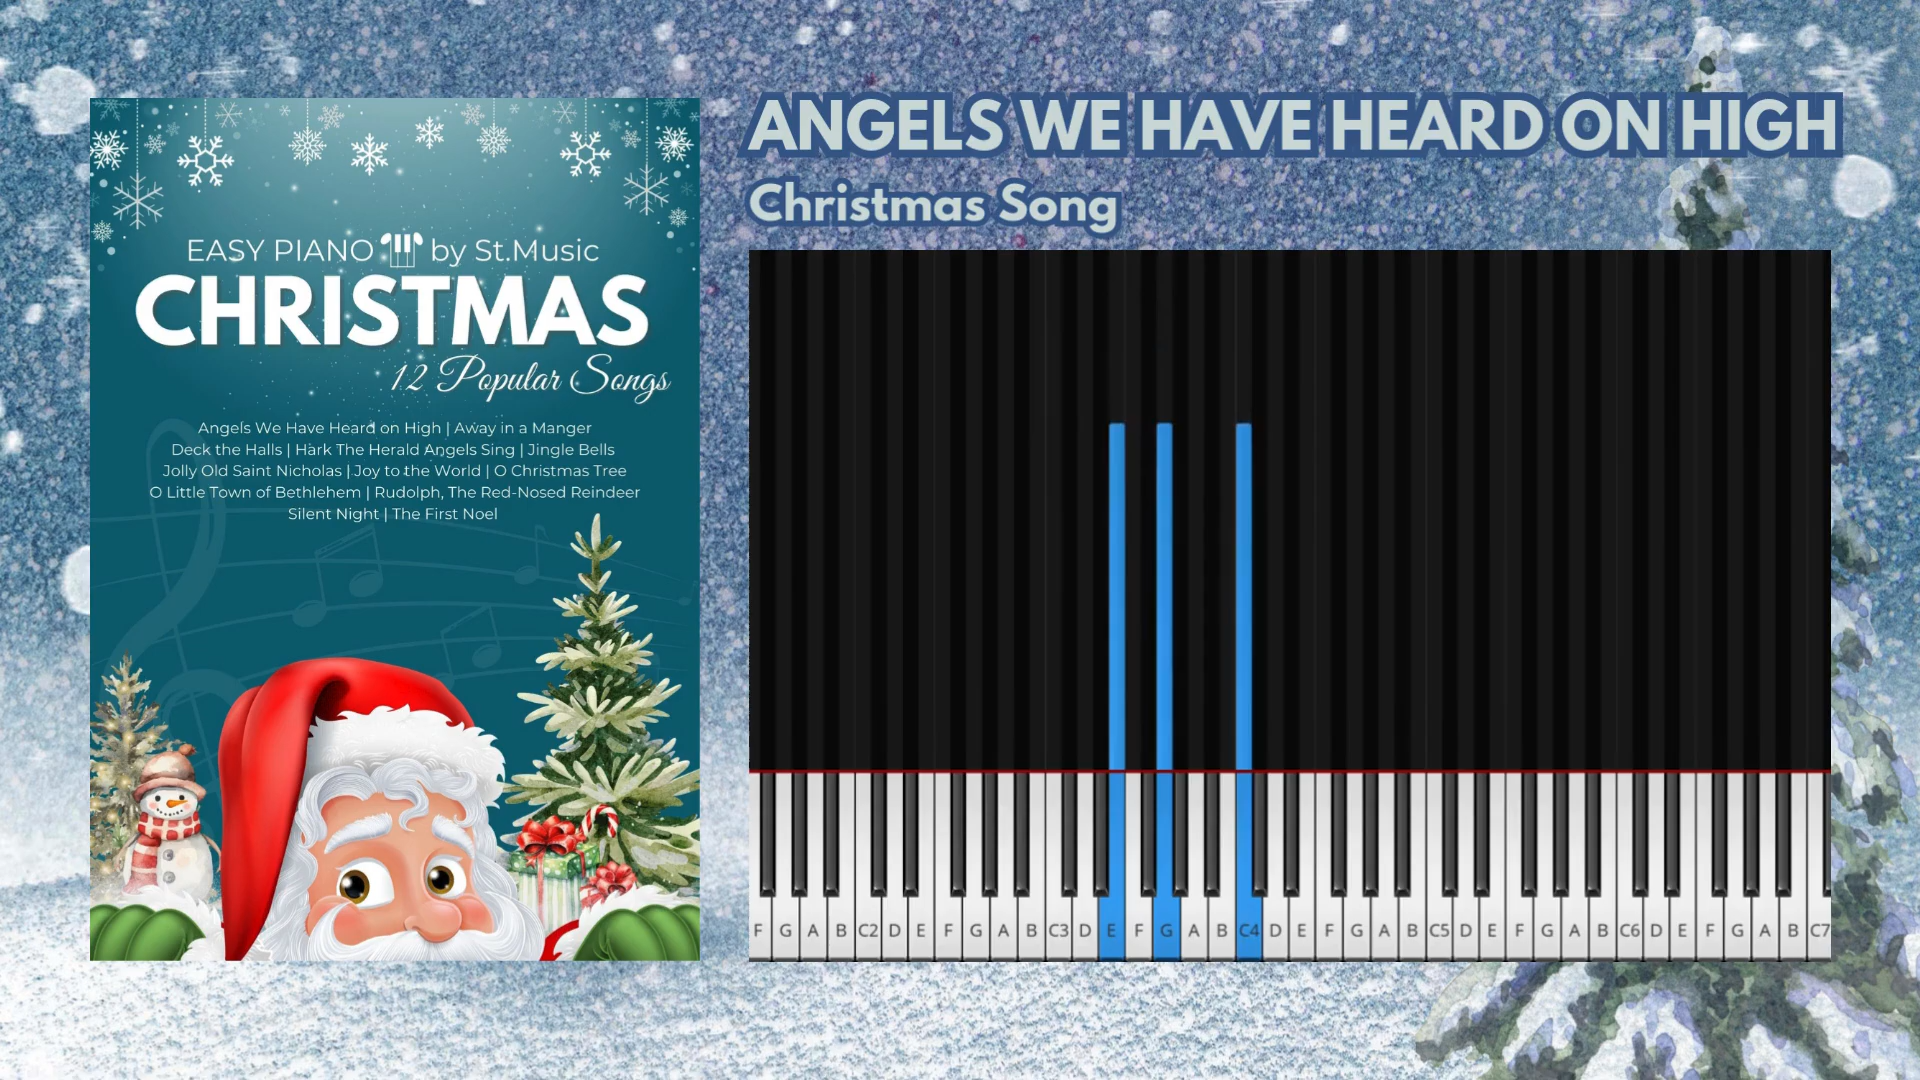 ANGELS WE HAVE HEARD ON HIGH
Christmas Song
EASY PIANO by St.Music
CHRISTMAS
12 Popular Songs
Angels We Have Heard on High | Away in a Manger
Deck the Halls | Hark The Herald Angels Sing | Jingle Bells
Jolly Old Saint Nicholas | Joy to the World | O Christmas Tree
O Little Town of Bethlehem | Rudolph, The Red-Nosed Reindeer
Silent Night | The First Noel
F G A B C2 D E F G A B C3 D E F G A B C4 D E F G A B C5 D E F G A B C6 D E F G A B C7